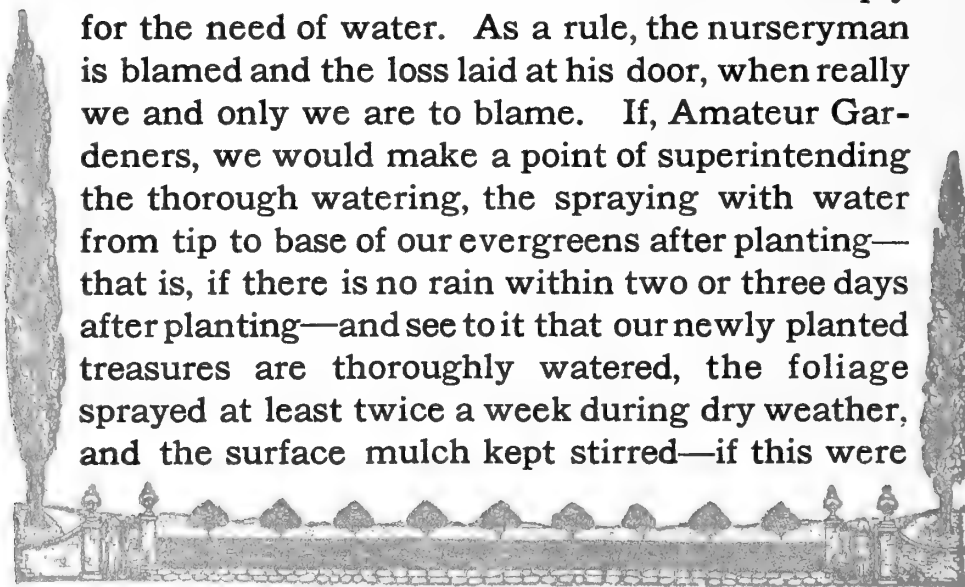 for the need of water. As a rule, the nurseryman
is blamed and the loss laid at his door, when really
we and only we are to blame. If, Amateur Gar-
deners, we would make a point of superintending
the thorough watering, the spraying with water
from tip to base of our evergreens after planting—
that is, if there is no rain within two or three days
after planting—and see to it that our newly planted
treasures are thoroughly watered, the foliage
sprayed at least twice a week during dry weather,
and the surface mulch kept stirred—if this were